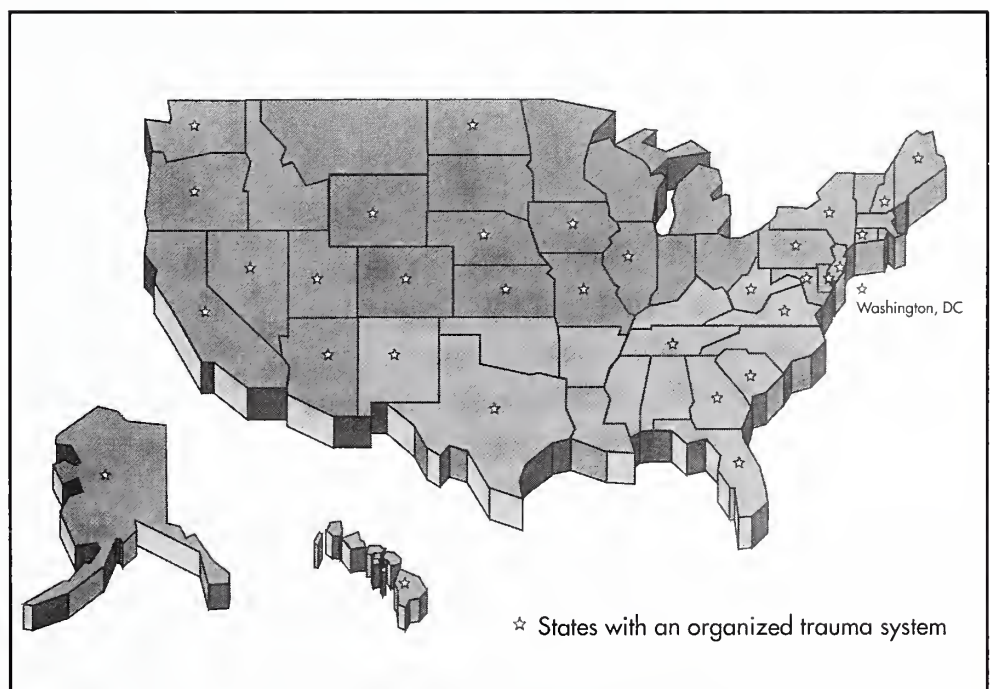 Washington, DC
☆ States with an organized trauma system